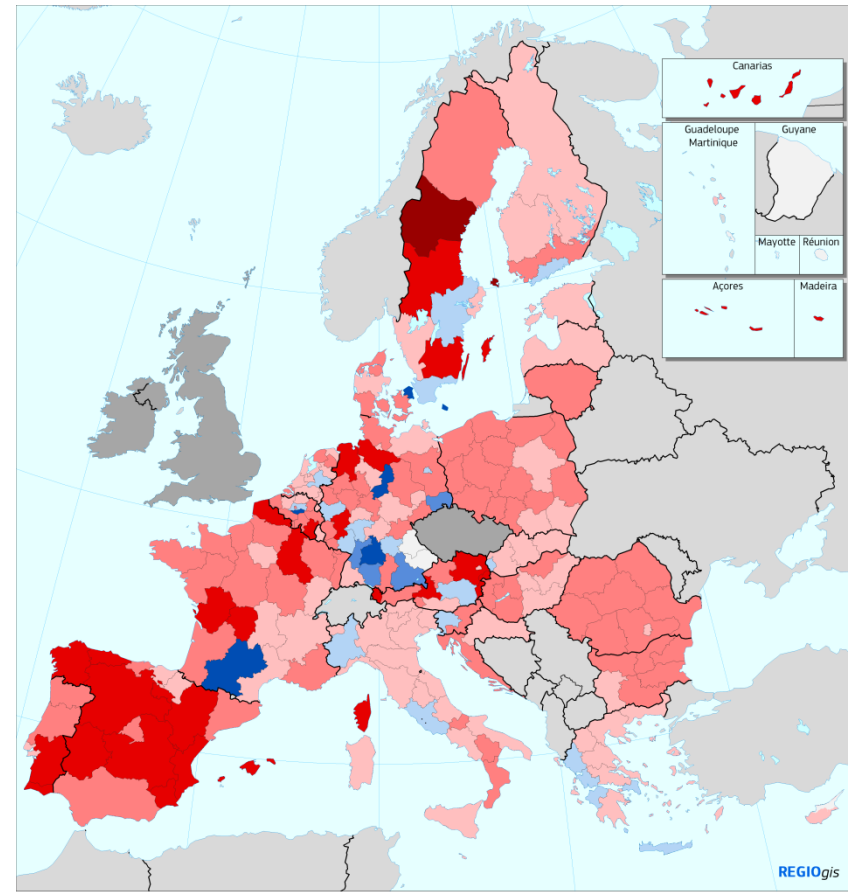 Canarias
Guadeloupe
Martinique
Guyane
Mayotte
Réunion
Açores
Madeira
REGIOgis